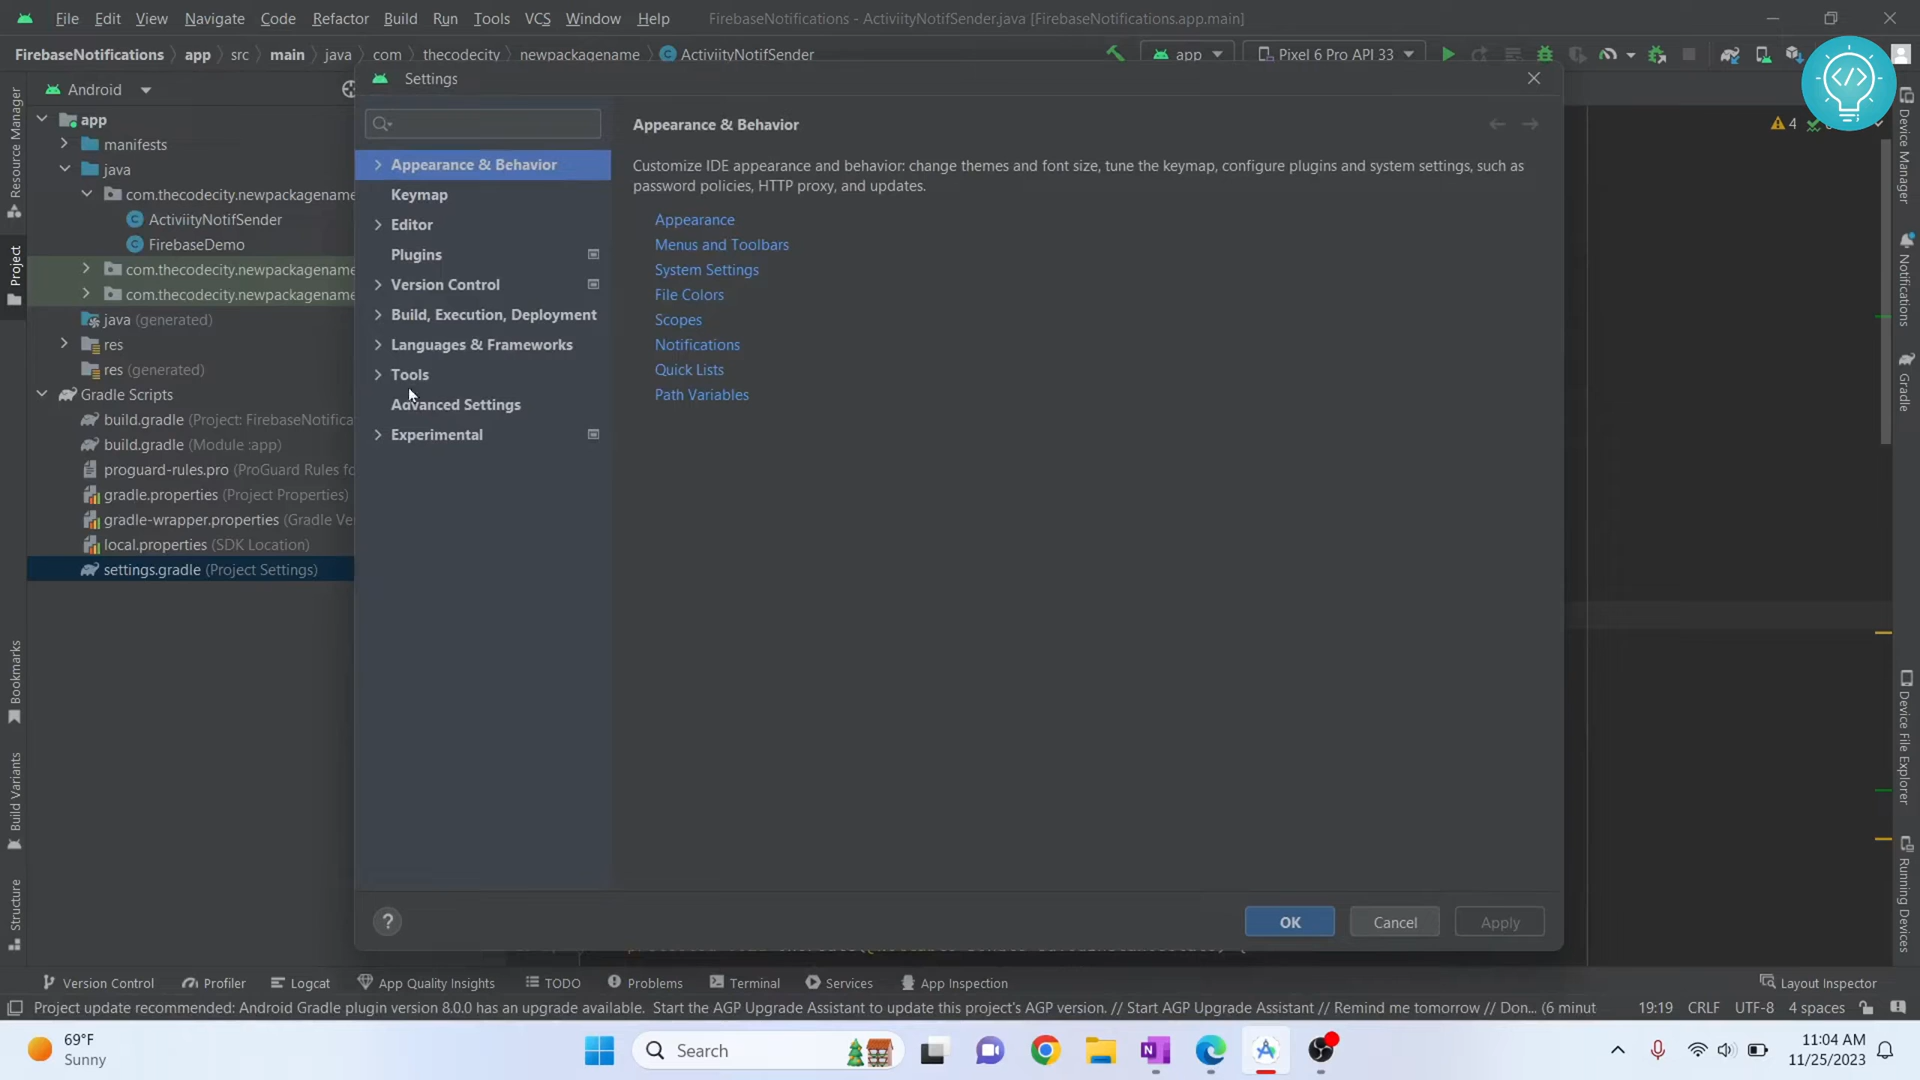 File Edit View Navigate Code Refactor Build Run Tools VCS Window Help FirebaseNotifications - ActiviityNotifSender.java [FirebaseNotifications.app.main]
FirebaseNotifications app src main java com thecodecity newpackagename ActiviityNotifSender app Pixel 6 Pro API 33
Android
Settings
4
app
manifests
java
com.thecodecity.newpackagename
ActiviityNotifSender
FirebaseDemo
com.thecodecity.newpackagename
com.thecodecity.newpackagename
java (generated)
res
res (generated)
Gradle Scripts
build.gradle (Project: FirebaseNotifica
build.gradle (Module :app)
proguard-rules.pro (ProGuard Rules fo
gradle.properties (Project Properties)
gradle-wrapper.properties (Gradle Ve
local.properties (SDK Location)
settings.gradle (Project Settings)
Appearance & Behavior
Keymap
Editor
Plugins
Version Control
Build, Execution, Deployment
Languages & Frameworks
Tools
Advanced Settings
Experimental
Appearance & Behavior
Customize IDE appearance and behavior: change themes and font size, tune the keymap, configure plugins and system settings, such as
password policies, HTTP proxy, and updates.
Appearance
Menus and Toolbars
System Settings
File Colors
Scopes
Notifications
Quick Lists
Path Variables
? OK Cancel Apply
Resource Manager
Project
Bookmarks
Build Variants
Structure
Device Manager
Notifications
Gradle
Device File Explorer
Running Devices
Version Control Profiler Logcat App Quality Insights TODO Problems Terminal Services App Inspection Layout Inspector
Project update recommended: Android Gradle plugin version 8.0.0 has an upgrade available. Start the AGP Upgrade Assistant to update this project's AGP version. // Start AGP Upgrade Assistant // Remind me tomorrow // Don... (6 minut 19:19 CRLF UTF-8 4 spaces
69°F
Sunny
Search
11:04 AM
11/25/2023